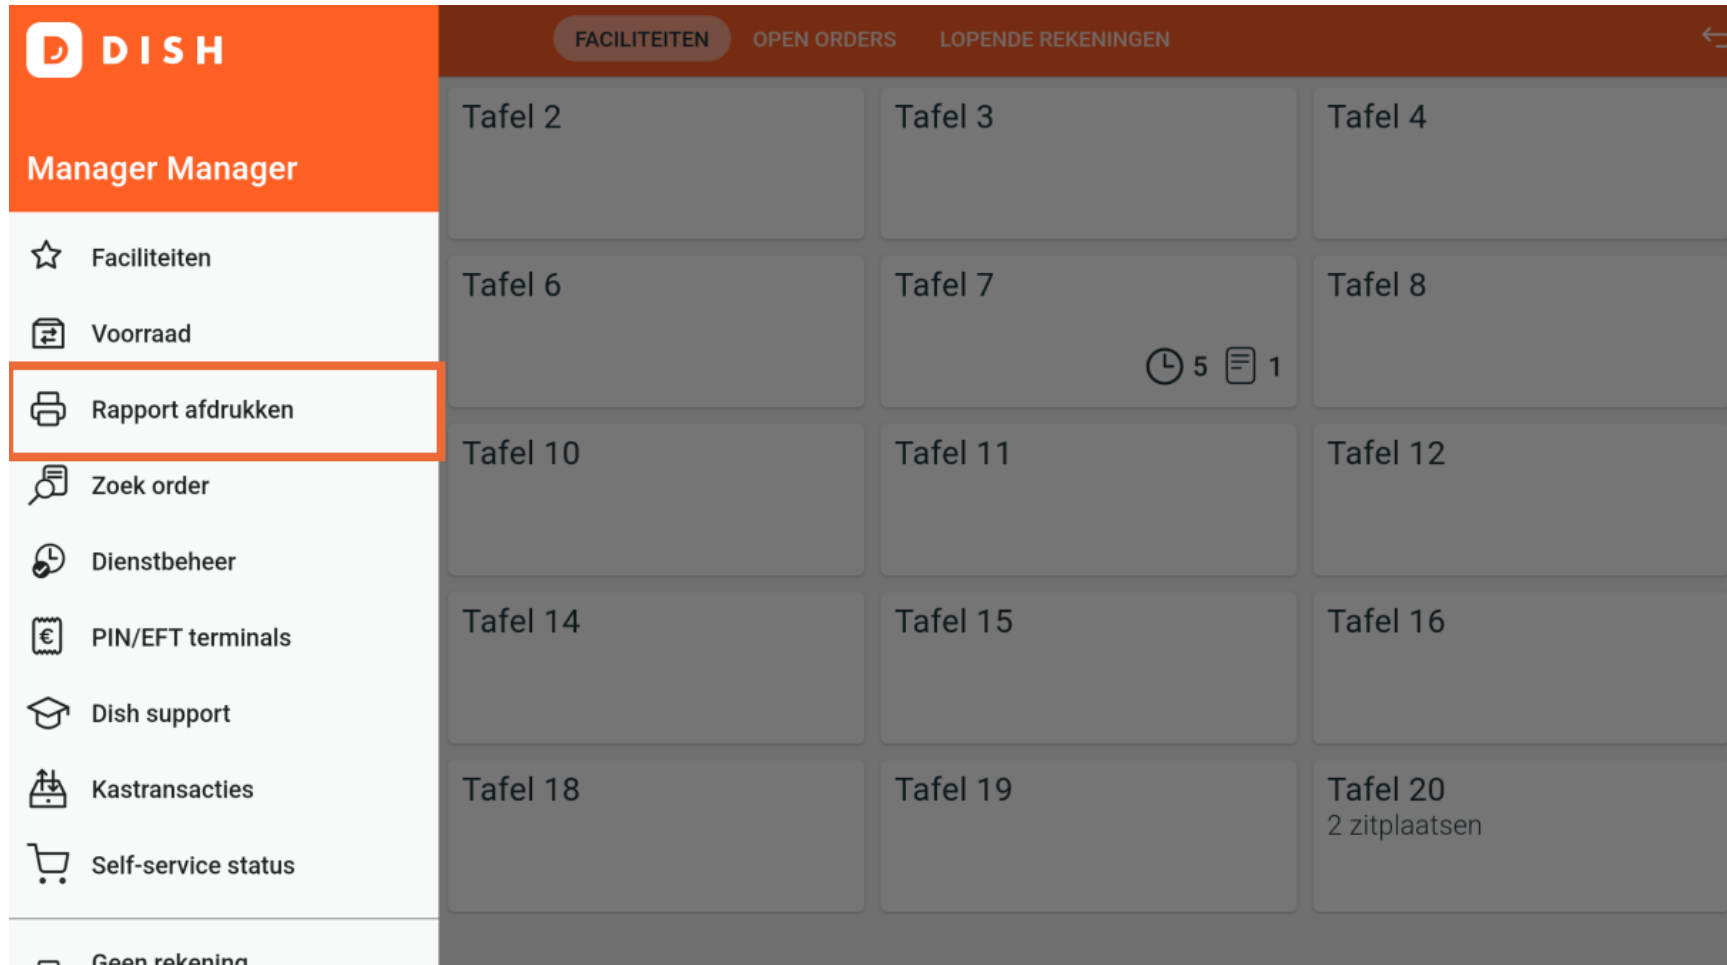 DISH
Manager Manager
Faciliteiten
Voorraad
Rapport afdrukken
Zoek order
Dienstbeheer
PIN/EFT terminals
Dish support
Kastransacties
Self-service status
Geen rekening
FACILITEITEN OPEN ORDERS LOPENDE REKENINGEN
Tafel 2 Tafel 3 Tafel 4
Tafel 6 Tafel 7 Tafel 8
5 1
Tafel 10 Tafel 11 Tafel 12
Tafel 14 Tafel 15 Tafel 16
Tafel 18 Tafel 19 Tafel 20
2 zitplaatsen